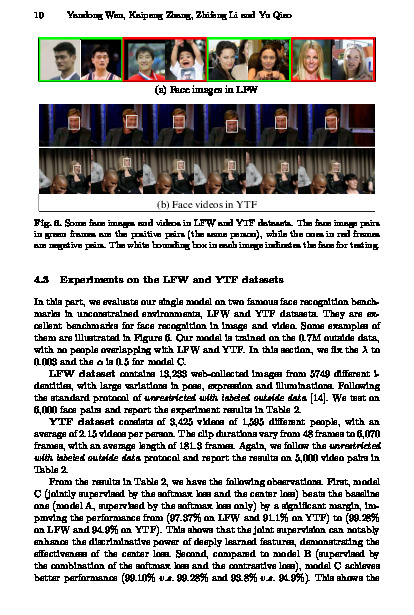 10 Yandong Wen, Kaipeng Zhang, Zhifeng Li and Yu Qiao
(a) Face images in LFW
(b) Face videos in YTF
Fig. 6. Some face images and videos in LFW and YTF datasets. The face image pairs
in green frames are the positive pairs (the same person), while the ones in red frames
are negative pairs. The white bounding box in each image indicates the face for testing.
4.3 Experiments on the LFW and YTF datasets
In this part, we evaluate our single model on two famous face recognition bench-
marks in unconstrained environments, LFW and YTF datasets. They are ex-
cellent benchmarks for face recognition in image and video. Some examples of
them are illustrated in Figure 6. Our model is trained on the 0.7M outside data,
with no people overlapping with LFW and YTF. In this section, we fix the λ to
0.003 and the α is 0.5 for model C.
LFW dataset contains 13,233 web-collected images from 5749 different i-
dentities, with large variations in pose, expression and illuminations. Following
the standard protocol of unrestricted with labeled outside data [14]. We test on
6,000 face pairs and report the experiment results in Table 2.
YTF dataset consists of 3,425 videos of 1,595 different people, with an
average of 2.15 videos per person. The clip durations vary from 48 frames to 6,070
frames, with an average length of 181.3 frames. Again, we follow the unrestricted
with labeled outside data protocol and report the results on 5,000 video pairs in
Table 2.
From the results in Table 2, we have the following observations. First, model
C (jointly supervised by the softmax loss and the center loss) beats the baseline
one (model A, supervised by the softmax loss only) by a significant margin, im-
proving the performance from (97.37% on LFW and 91.1% on YTF) to (99.28%
on LFW and 94.9% on YTF). This shows that the joint supervision can notably
enhance the discriminative power of deeply learned features, demonstrating the
effectiveness of the center loss. Second, compared to model B (supervised by
the combination of the softmax loss and the contrastive loss), model C achieves
better performance (99.10% v.s. 99.28% and 93.8% v.s. 94.9%). This shows the